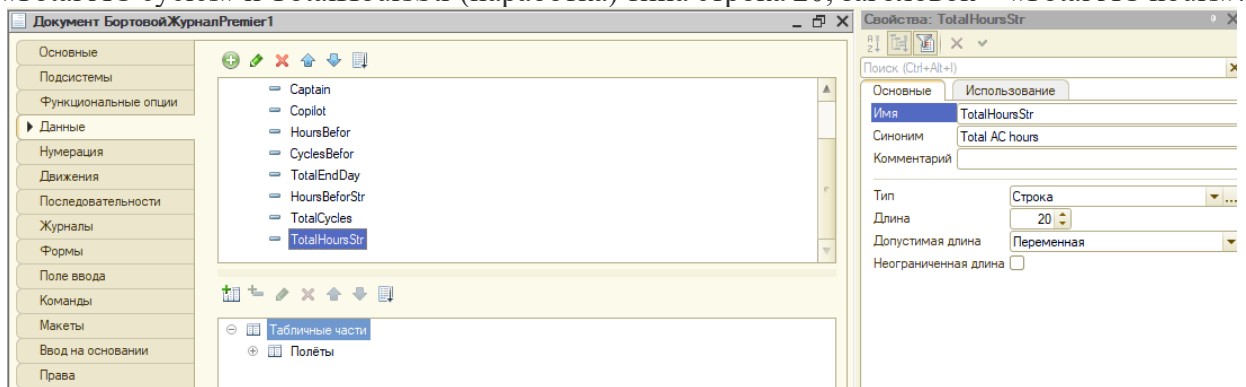 Документ БортовойЖурналPremier1
Основные
Подсистемы
Функциональные опции
Данные
Нумерация
Движения
Последовательности
Журналы
Формы
Поле ввода
Команды
Макеты
Ввод на основании
Права
Captain
Copilot
HoursBefor
CyclesBefor
TotalEndDay
HoursBeforStr
TotalCycles
TotalHoursStr
Табличные части
Полёты
Свойства: TotalHoursStr
Поиск (Ctrl+Alt+I)
Основные Использование
Имя TotalHoursStr
Синоним Total AC hours
Комментарий
Тип Строка
Длина 20
Допустимая длина Переменная
Неограниченная длина